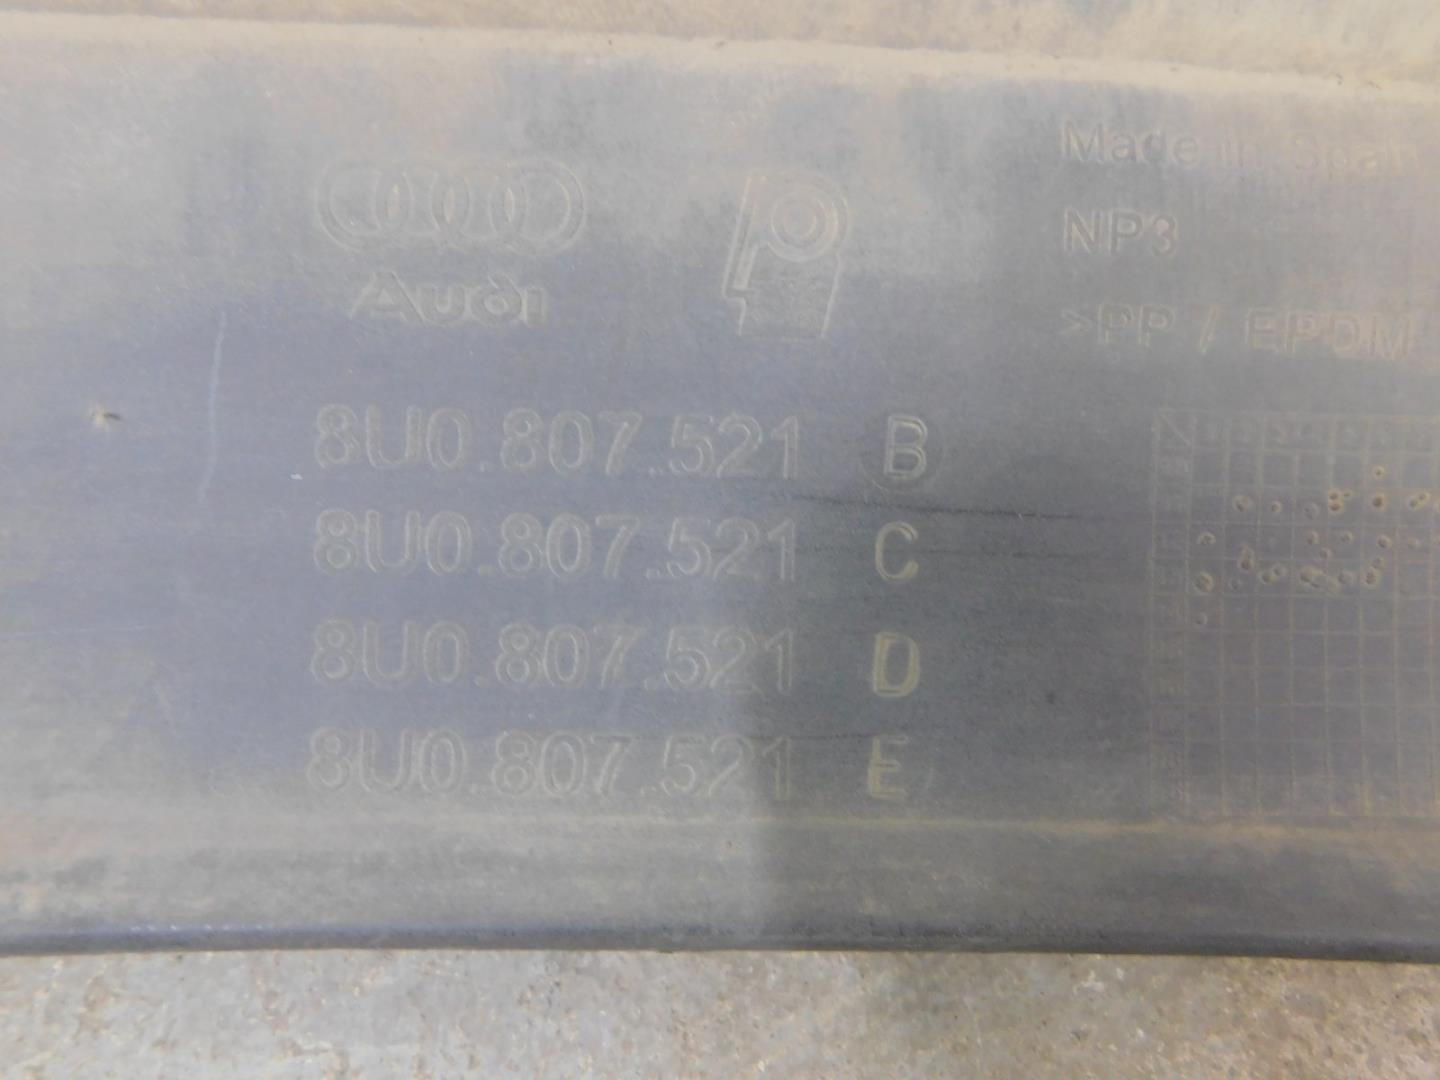 Audi
Made in Spain
NP3
>PP / EPDM
8U0.807.521 B
8U0.807.521 C
8U0.807.521 D
8U0.807.521 E